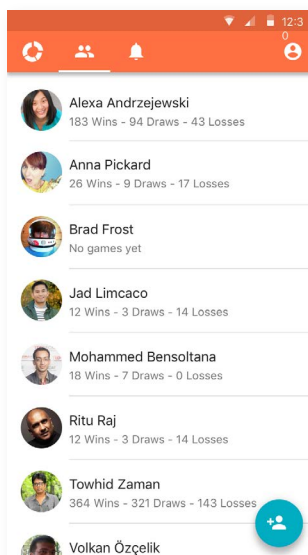 12:3
0
Alexa Andrzejewski
183 Wins - 94 Draws - 43 Losses
Anna Pickard
26 Wins - 9 Draws - 17 Losses
Brad Frost
No games yet
Jad Limcaco
12 Wins - 3 Draws - 14 Losses
Mohammed Bensoltana
18 Wins - 7 Draws - 0 Losses
Ritu Raj
12 Wins - 3 Draws - 14 Losses
Towhid Zaman
364 Wins - 321 Draws - 143 Losses
Volkan Özçelik